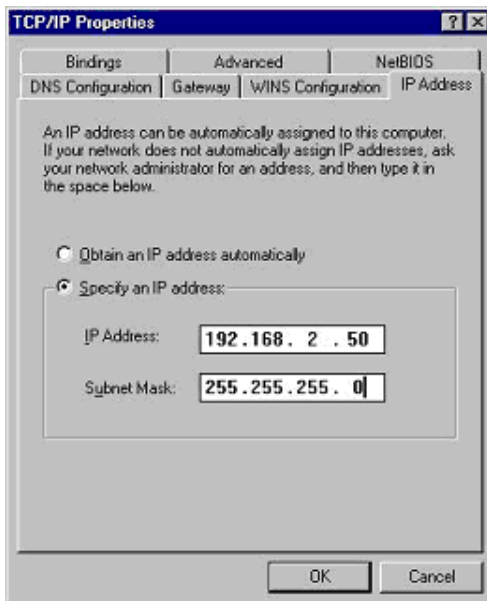 TCP/IP Properties
Bindings Advanced NetBIOS
DNS Configuration Gateway WINS Configuration IP Address
An IP address can be automatically assigned to this computer.
If your network does not automatically assign IP addresses, ask
your network administrator for an address, and then type it in
the space below.
Obtain an IP address automatically
Specify an IP address:
IP Address: 192.168. 2 .50
Subnet Mask: 255.255.255. 0
OK Cancel